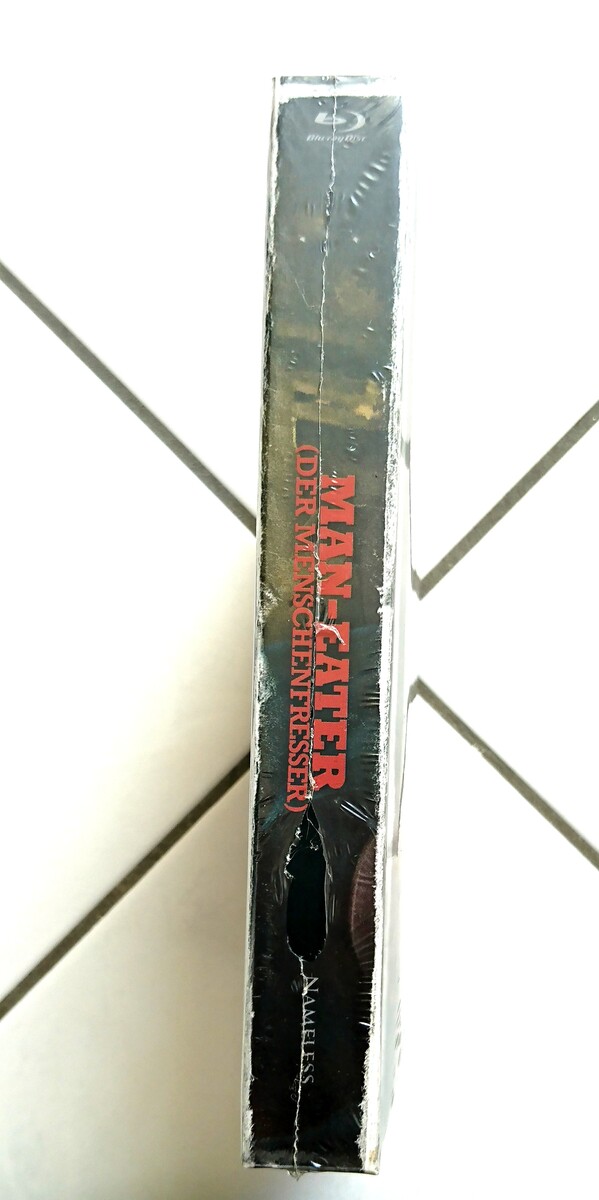 Blu-ray Disc
MAN-EATER
(DER MENSCHENFRESSER)
NAMELESS